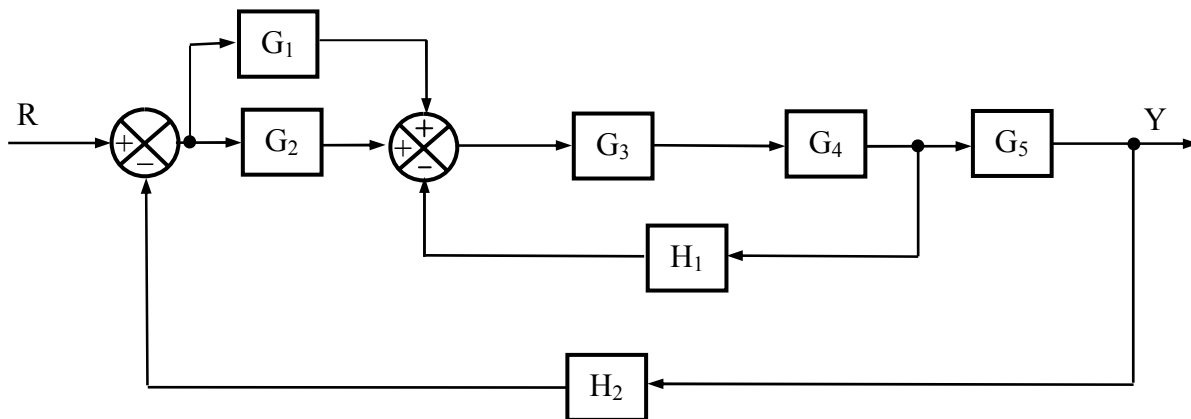 G₁
R
Y
+
+
−
G₂
+
−
G₃
G₄
G₅
H₁
H₂